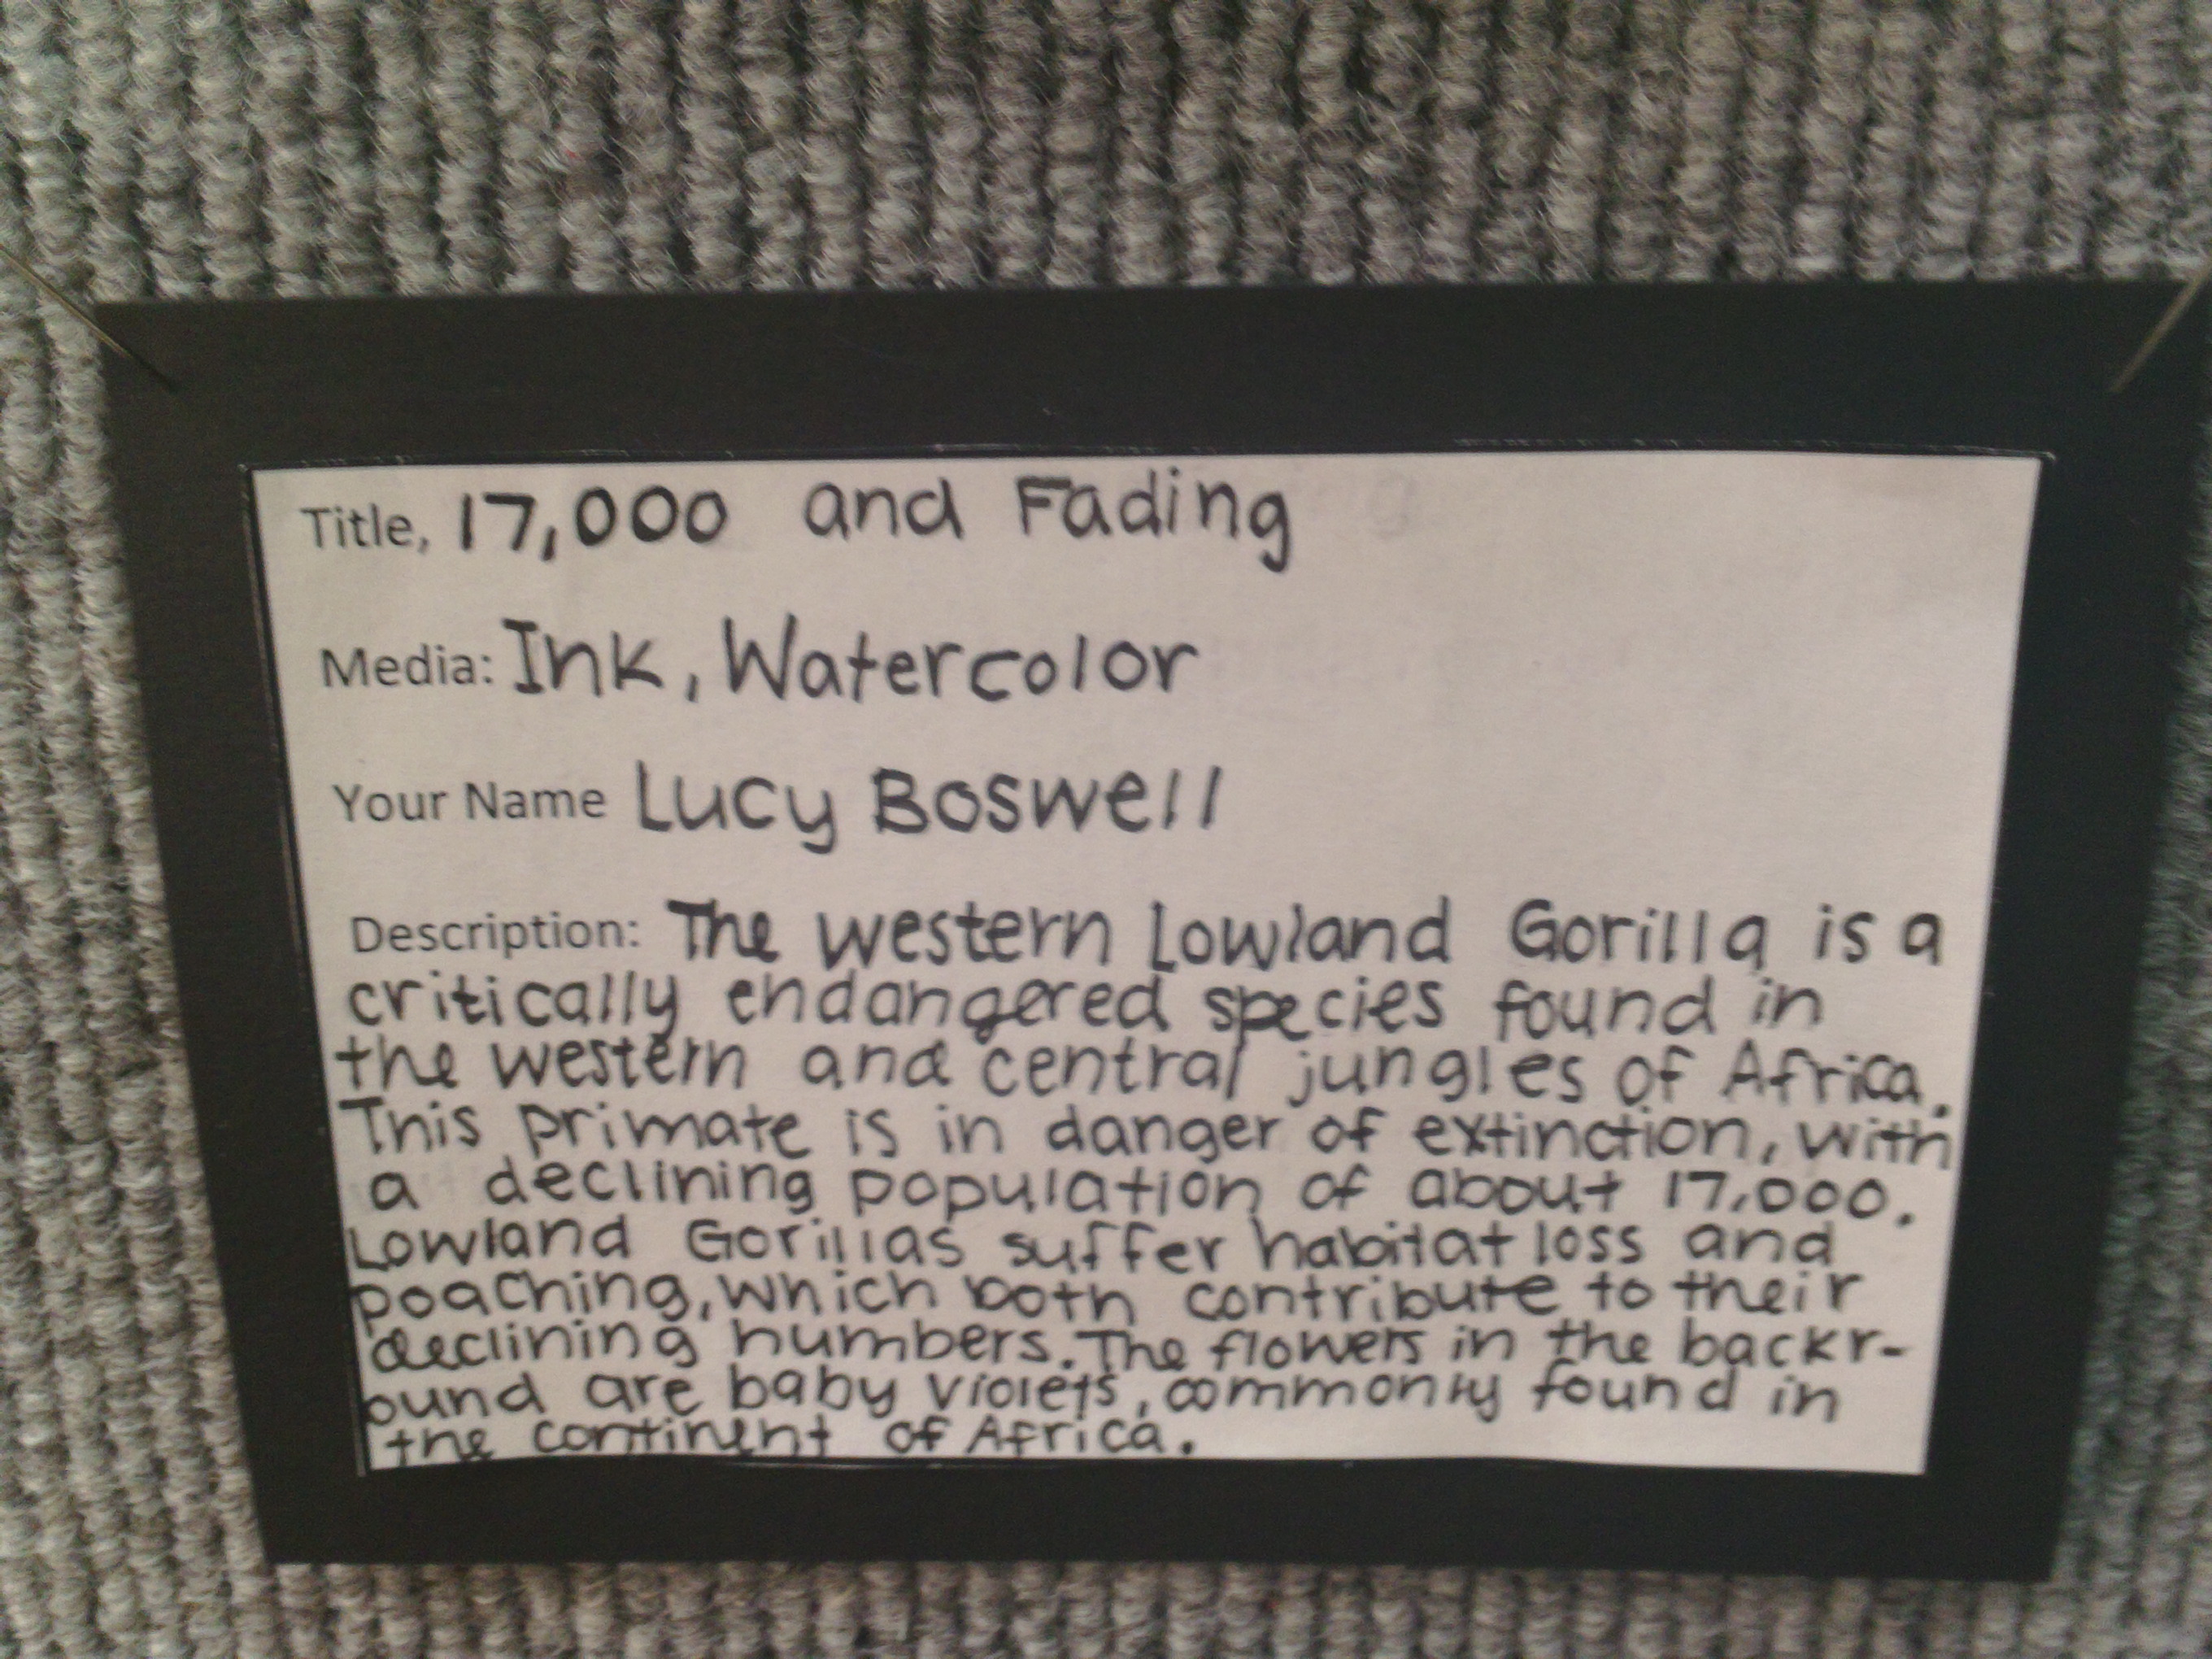 Title, 17,000 and Fading
Media: Ink, Watercolor
Your Name Lucy Boswell
Description: The western Lowland Gorilla is a
critically endangered species found in
the western and central jungles of Africa.
This primate is in danger of extinction, with
a declining population of about 17,000.
Lowland Gorillas suffer habitat loss and
poaching, which both contribute to their
declining numbers. The flowers in the backr-
ound are baby violets, commonly found in
the continent of Africa.